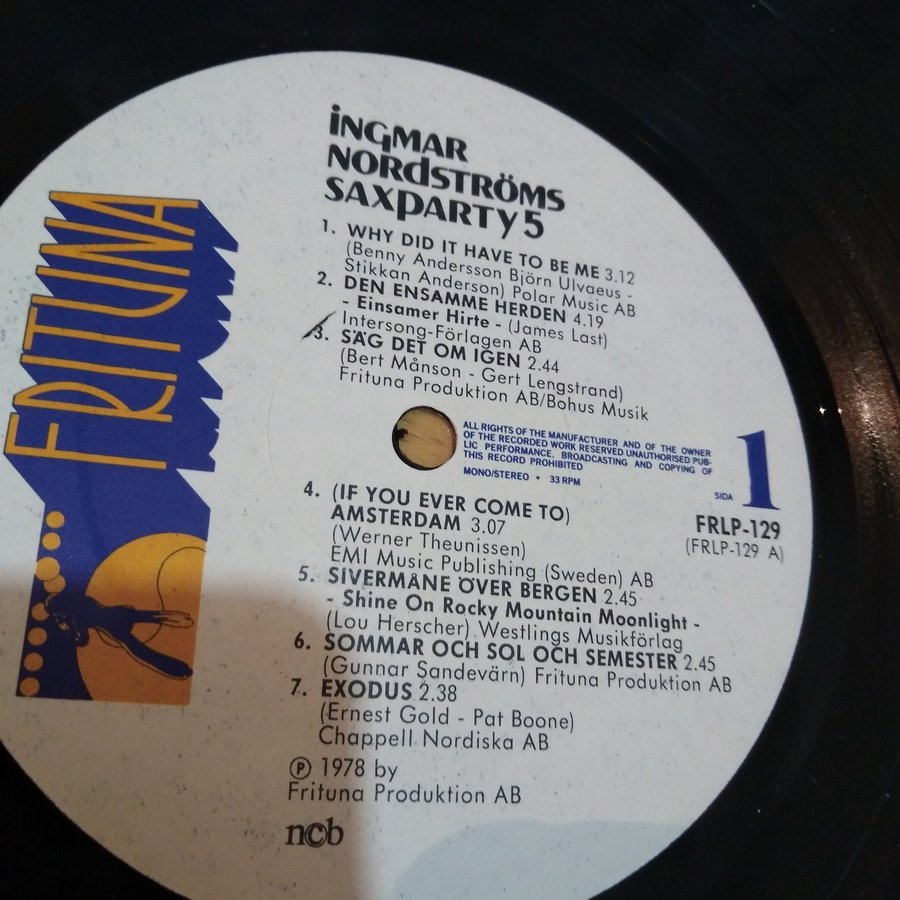 FRITUNA
iNGMAR
NORdSTRÖMS
SAXPARTY 5
1. WHY DID IT HAVE TO BE ME 3.12
(Benny Andersson Björn Ulvaeus -
Stikkan Anderson) Polar Music AB
2. DEN ENSAMME HERDEN 4.19
- Einsamer Hirte - (James Last)
Intersong-Förlagen AB
3. SÄG DET OM IGEN 2.44
(Bert Månson - Gert Lengstrand)
Frituna Produktion AB/Bohus Musik
ALL RIGHTS OF THE MANUFACTURER AND OF THE OWNER
OF THE RECORDED WORK RESERVED UNAUTHORISED PUB-
LIC PERFORMANCE, BROADCASTING AND COPYING OF
THIS RECORD PROHIBITED
MONO/STEREO • 33 RPM
SIDA 1
FRLP-129
(FRLP-129 A)
4. (IF YOU EVER COME TO)
AMSTERDAM 3.07
(Werner Theunissen)
EMI Music Publishing (Sweden) AB
5. SIVERMÅNE ÖVER BERGEN 2.45
- Shine On Rocky Mountain Moonlight -
(Lou Herscher) Westlings Musikförlag
6. SOMMAR OCH SOL OCH SEMESTER 2.45
(Gunnar Sandevärn) Frituna Produktion AB
7. EXODUS 2.38
(Ernest Gold - Pat Boone)
Chappell Nordiska AB
℗ 1978 by
Frituna Produktion AB
ncb